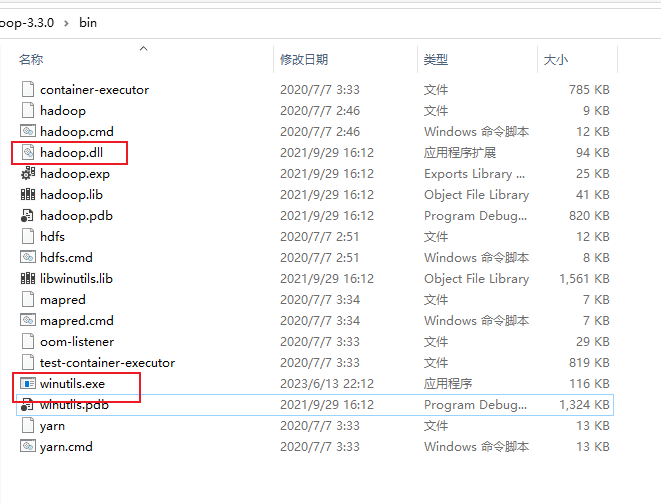 oop-3.3.0 › bin
名称 修改日期 类型 大小
container-executor 2020/7/7 3:33 文件 785 KB
hadoop 2020/7/7 2:46 文件 9 KB
hadoop.cmd 2020/7/7 2:46 Windows 命令脚本 12 KB
hadoop.dll 2021/9/29 16:12 应用程序扩展 94 KB
hadoop.exp 2021/9/29 16:12 Exports Library ... 25 KB
hadoop.lib 2021/9/29 16:12 Object File Library 41 KB
hadoop.pdb 2021/9/29 16:12 Program Debug... 820 KB
hdfs 2020/7/7 2:51 文件 12 KB
hdfs.cmd 2020/7/7 2:51 Windows 命令脚本 8 KB
libwinutils.lib 2021/9/29 16:12 Object File Library 1,561 KB
mapred 2020/7/7 3:34 文件 7 KB
mapred.cmd 2020/7/7 3:34 Windows 命令脚本 7 KB
oom-listener 2020/7/7 3:33 文件 29 KB
test-container-executor 2020/7/7 3:33 文件 819 KB
winutils.exe 2023/6/13 22:12 应用程序 116 KB
winutils.pdb 2021/9/29 16:12 Program Debug... 1,324 KB
yarn 2020/7/7 3:33 文件 13 KB
yarn.cmd 2020/7/7 3:33 Windows 命令脚本 13 KB